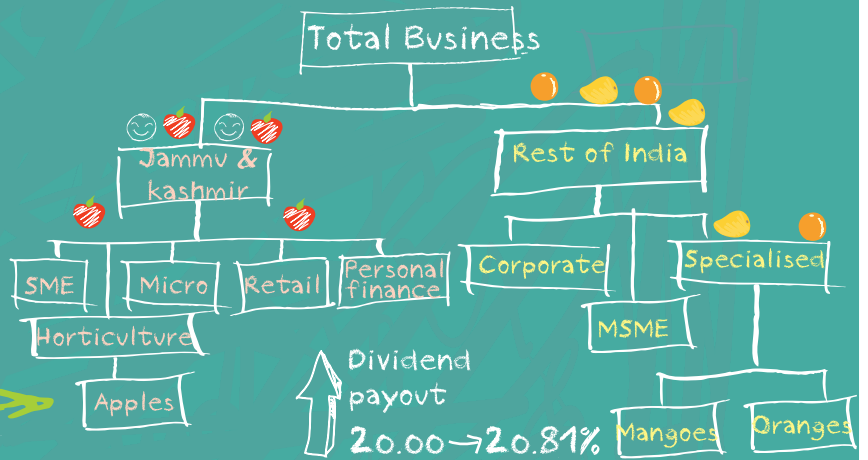 Total Business
Jammu &
kashmir
Rest of India
SME
Micro
Retail
Personal
finance
Corporate
Specialised
Horticulture
MSME
Apples
Dividend
payout
20.00→20.81%
Mangoes
Oranges